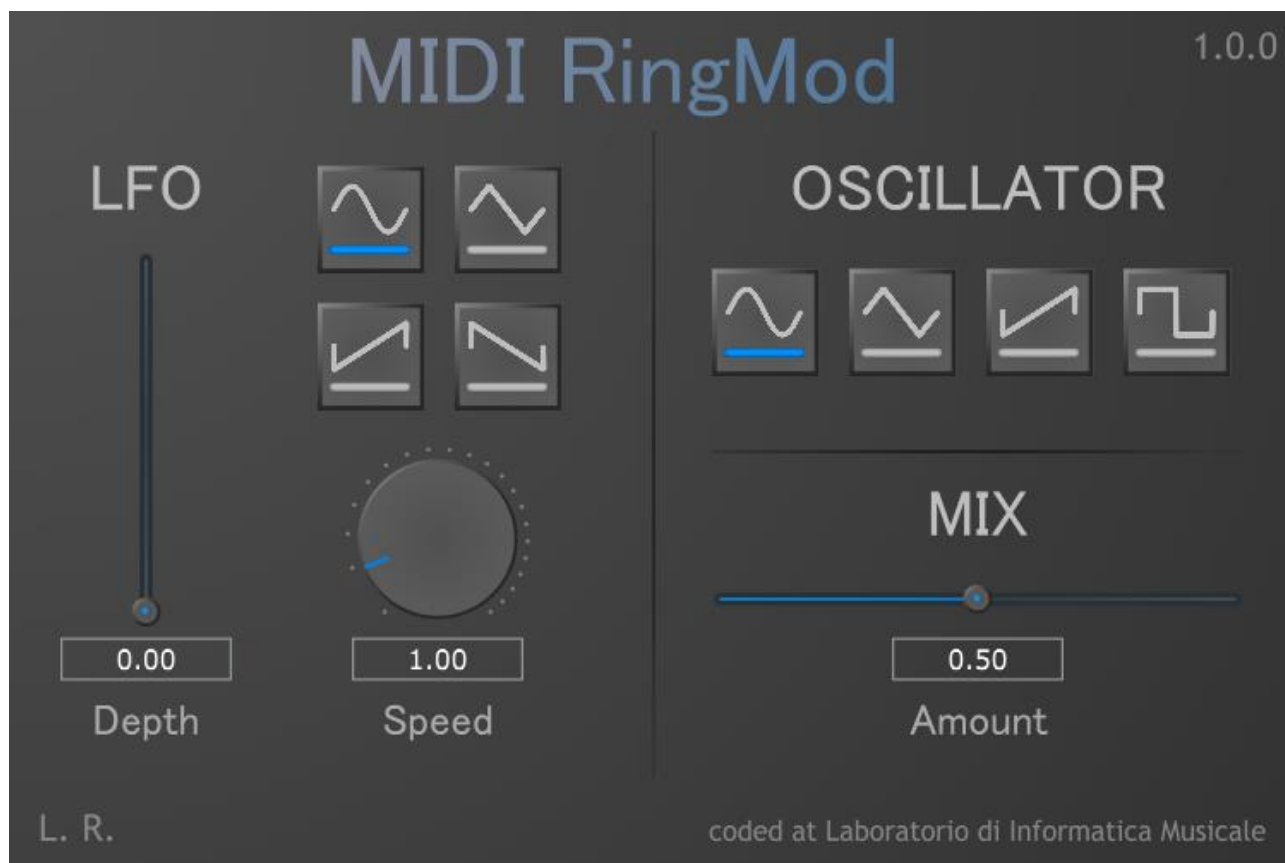 MIDI RingMod
1.0.0
LFO
OSCILLATOR
MIX
0.00
1.00
0.50
Depth
Speed
Amount
L. R.
coded at Laboratorio di Informatica Musicale